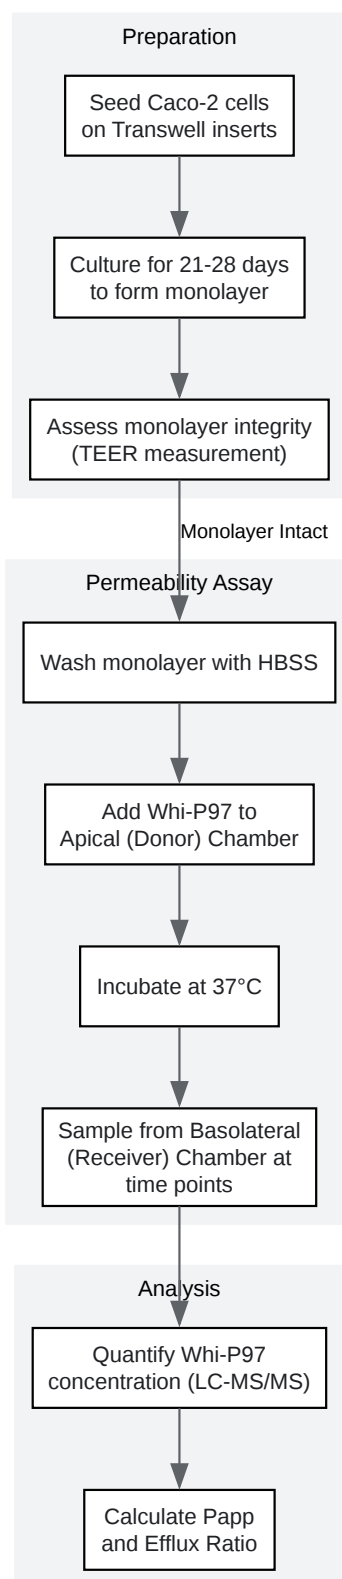 Preparation
Seed Caco-2 cells
on Transwell inserts
Culture for 21-28 days
to form monolayer
Assess monolayer integrity
(TEER measurement)
Monolayer Intact
Permeability Assay
Wash monolayer with HBSS
Add Whi-P97 to
Apical (Donor) Chamber
Incubate at 37°C
Sample from Basolateral
(Receiver) Chamber at
time points
Analysis
Quantify Whi-P97
concentration (LC-MS/MS)
Calculate Papp
and Efflux Ratio